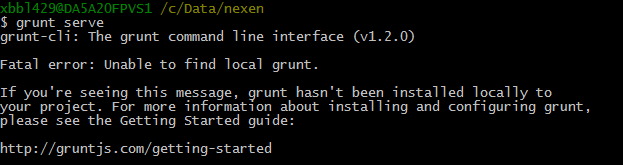 xbbl429@DA5A2OFPVS1 /c/Data/nexen
$ grunt serve
grunt-cli: The grunt command line interface (v1.2.0)
Fatal error: Unable to find local grunt.
If you're seeing this message, grunt hasn't been installed locally to
your project. For more information about installing and configuring grunt,
please see the Getting Started guide:
http://gruntjs.com/getting-started